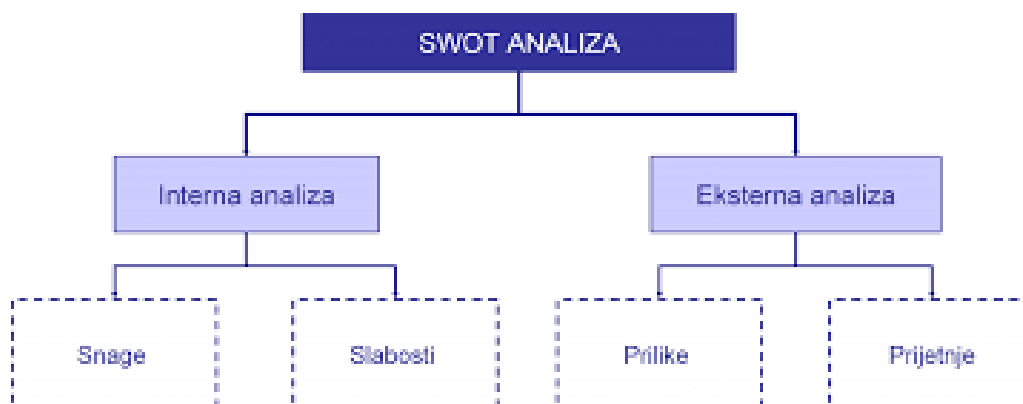 SWOT ANALIZA
Interna analiza
Eksterna analiza
Snage
Slabosti
Prilike
Prijetnje